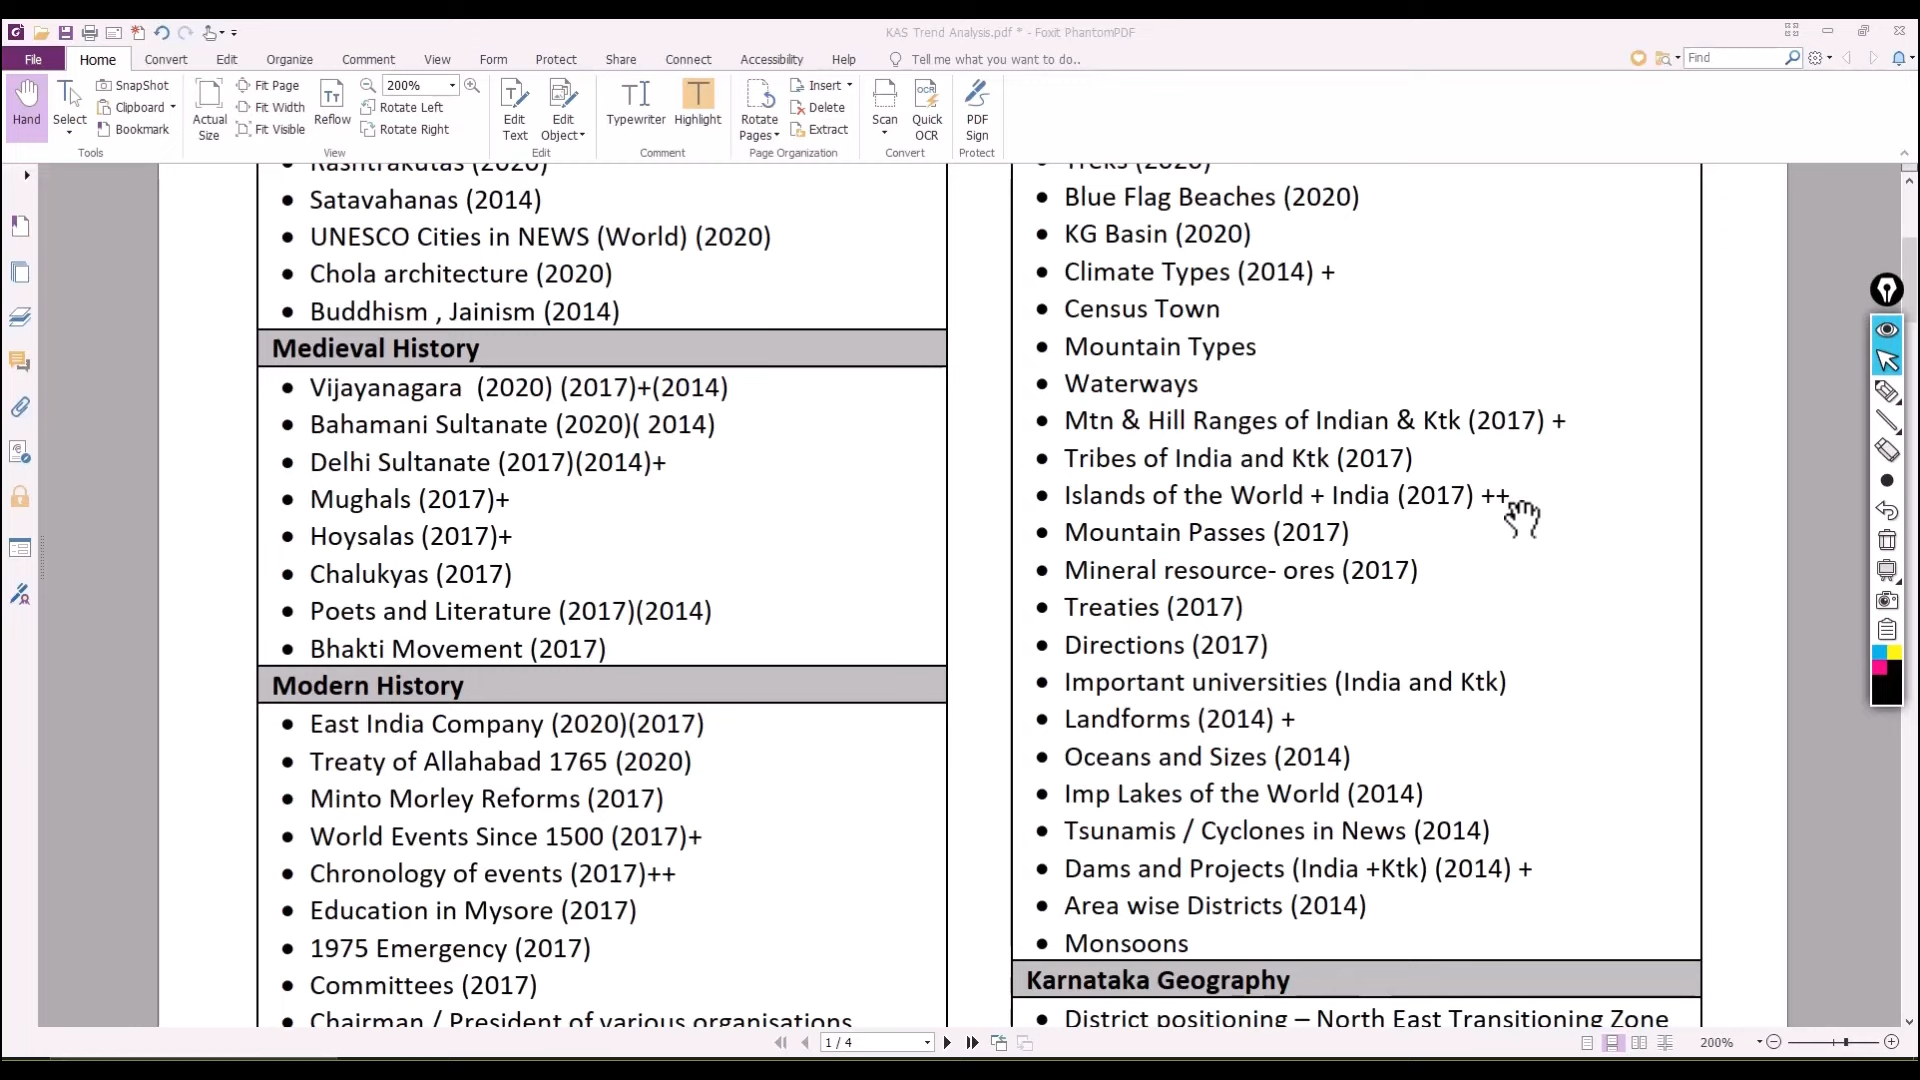 KAS Trend Analysis.pdf * - Foxit PhantomPDF
File Home Convert Edit Organize Comment View Form Protect Share Connect Accessibility Help Tell me what you want to do.. Find
Hand
Select
SnapShot
Clipboard
Bookmark
Tools
Actual Size
Fit Page
Fit Width
Fit Visible
Reflow
200%
Rotate Left
Rotate Right
View
Edit Text
Edit Object
Edit
Typewriter
Highlight
Comment
Rotate Pages
Insert
Delete
Extract
Page Organization
Scan
OCR
Quick OCR
Convert
PDF Sign
Protect
Rashtrakutas (2020)
• Satavahanas (2014)
• UNESCO Cities in NEWS (World) (2020)
• Chola architecture (2020)
• Buddhism , Jainism (2014)
Medieval History
• Vijayanagara (2020) (2017)+(2014)
• Bahamani Sultanate (2020)( 2014)
• Delhi Sultanate (2017)(2014)+
• Mughals (2017)+
• Hoysalas (2017)+
• Chalukyas (2017)
• Poets and Literature (2017)(2014)
• Bhakti Movement (2017)
Modern History
• East India Company (2020)(2017)
• Treaty of Allahabad 1765 (2020)
• Minto Morley Reforms (2017)
• World Events Since 1500 (2017)+
• Chronology of events (2017)++
• Education in Mysore (2017)
• 1975 Emergency (2017)
• Committees (2017)
• Chairman / President of various organisations
• Treks (2020)
• Blue Flag Beaches (2020)
• KG Basin (2020)
• Climate Types (2014) +
• Census Town
• Mountain Types
• Waterways
• Mtn & Hill Ranges of Indian & Ktk (2017) +
• Tribes of India and Ktk (2017)
• Islands of the World + India (2017) ++
• Mountain Passes (2017)
• Mineral resource- ores (2017)
• Treaties (2017)
• Directions (2017)
• Important universities (India and Ktk)
• Landforms (2014) +
• Oceans and Sizes (2014)
• Imp Lakes of the World (2014)
• Tsunamis / Cyclones in News (2014)
• Dams and Projects (India +Ktk) (2014) +
• Area wise Districts (2014)
• Monsoons
Karnataka Geography
• District positioning – North East Transitioning Zone
1 / 4
200%